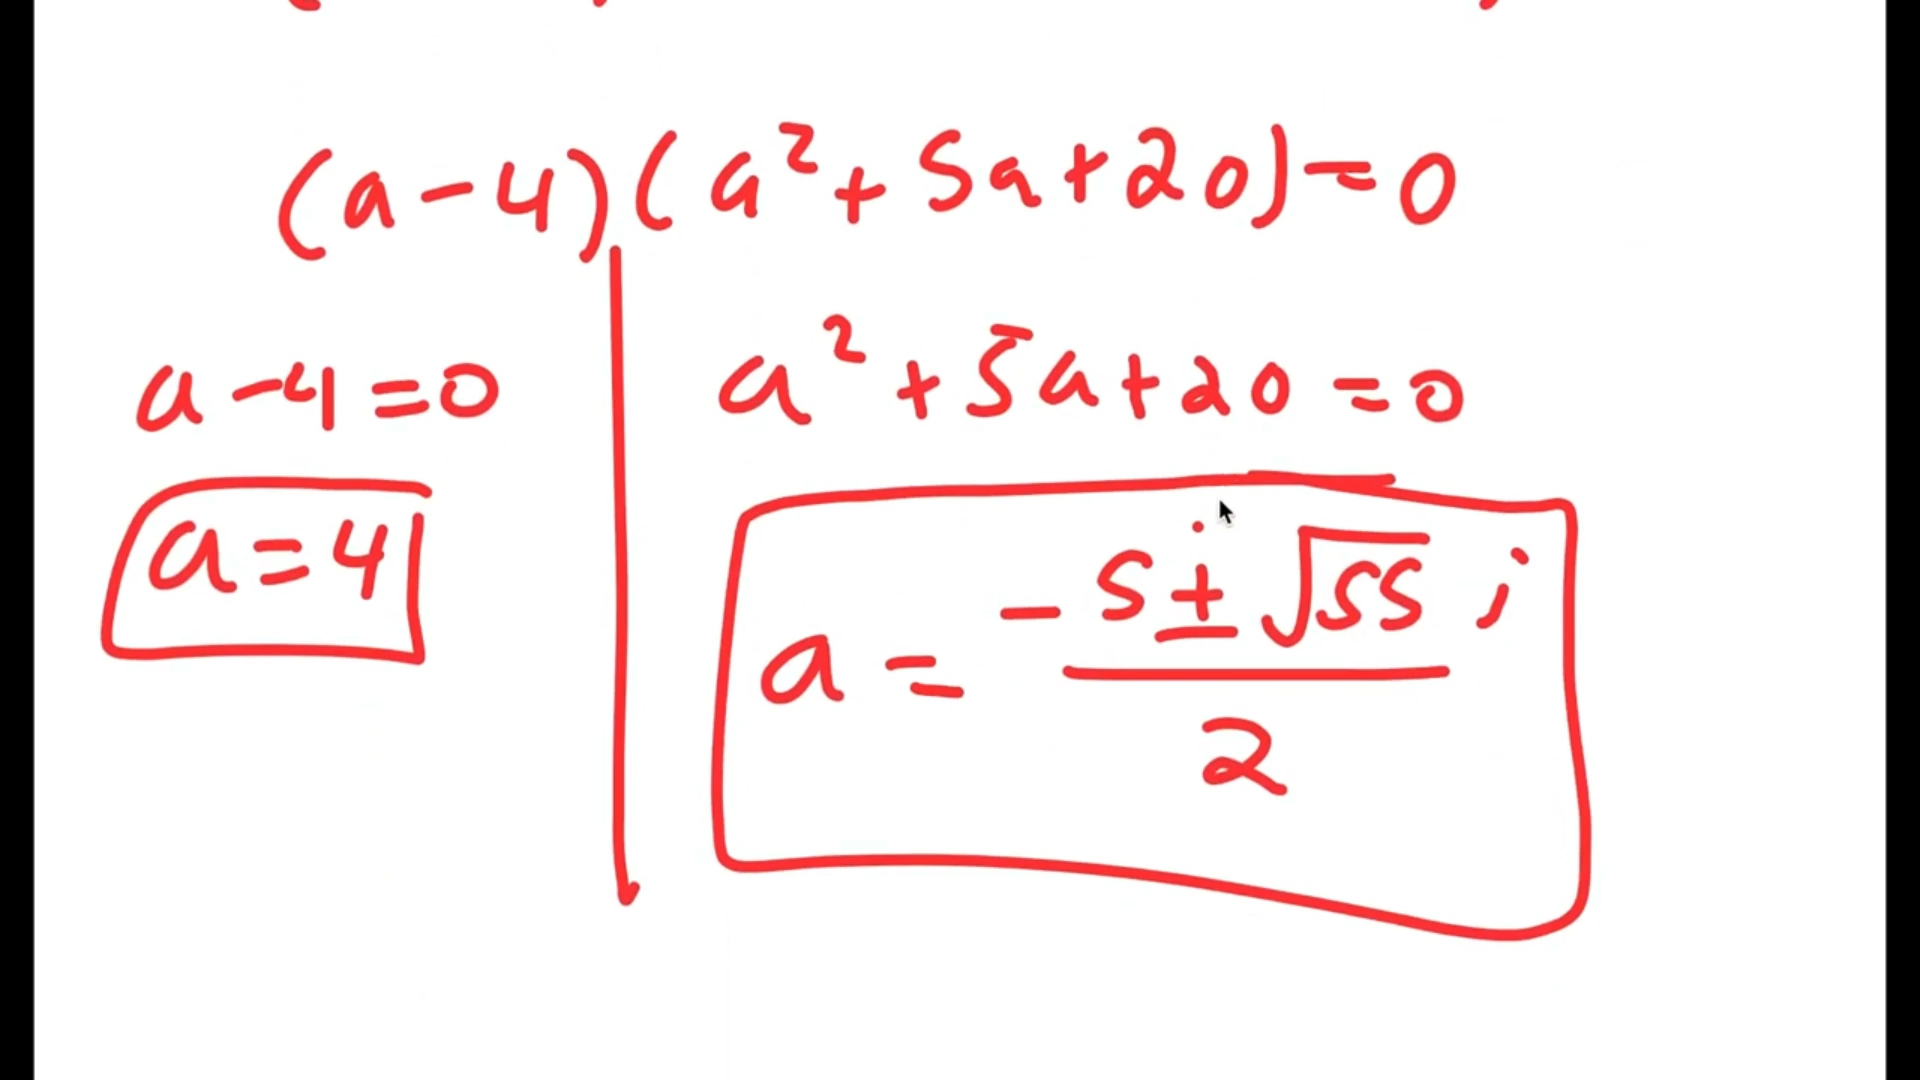 (a-4)(a²+5a+20)=0
a-4=0
a=4
a²+5a+20=0
a = (-5±√55 i)/2